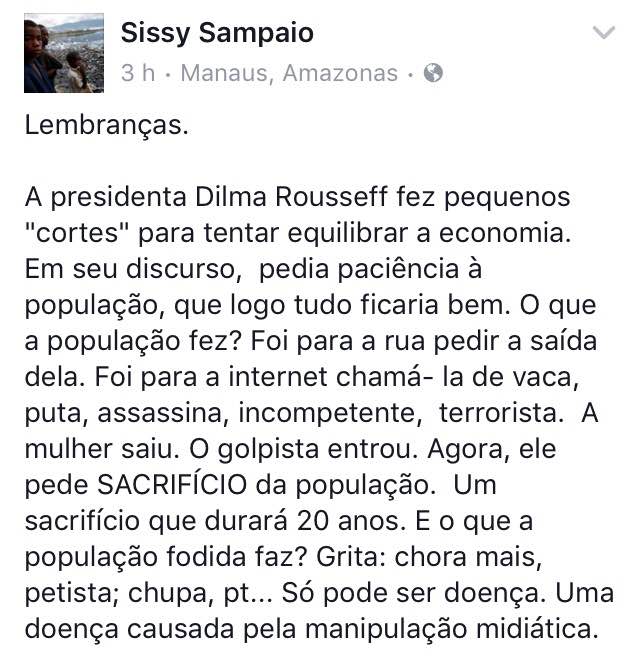 Sissy Sampaio
3 h · Manaus, Amazonas ·
Lembranças.
A presidenta Dilma Rousseff fez pequenos
"cortes" para tentar equilibrar a economia.
Em seu discurso,  pedia paciência à
população, que logo tudo ficaria bem. O que
a população fez? Foi para a rua pedir a saída
dela. Foi para a internet chamá- la de vaca,
puta, assassina, incompetente,  terrorista.  A
mulher saiu. O golpista entrou. Agora, ele
pede SACRIFÍCIO da população.  Um
sacrifício que durará 20 anos. E o que a
população fodida faz? Grita: chora mais,
petista; chupa, pt... Só pode ser doença. Uma
doença causada pela manipulação midiática.